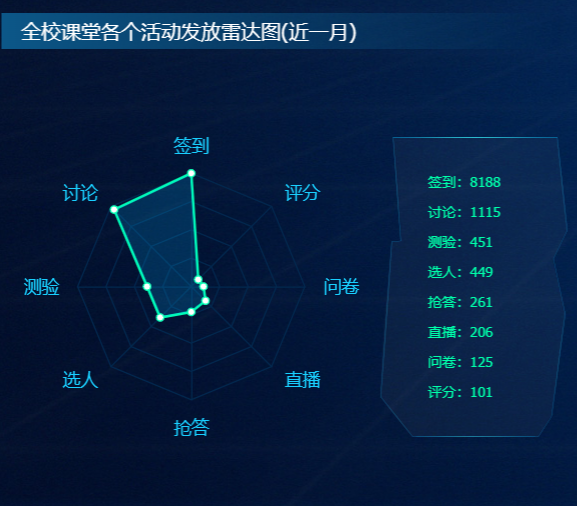 全校课堂各个活动发放雷达图(近一月)
签到
评分
问卷
直播
抢答
选人
测验
讨论
签到：8188
讨论：1115
测验：451
选人：449
抢答：261
直播：206
问卷：125
评分：101